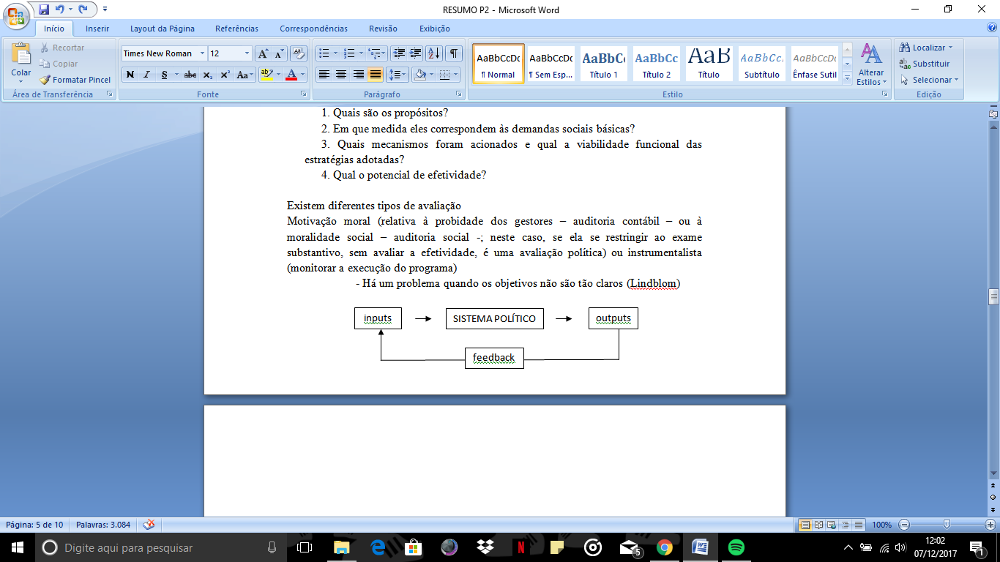 RESUMO P2 - Microsoft Word
Início Inserir Layout da Página Referências Correspondências Revisão Exibição
Colar
Recortar
Copiar
Formatar Pincel
Área de Transferência
Times New Roman 12
N I S abc x₂ x² Aa
Fonte
Parágrafo
AaBbCcDc AaBbCcDc AaBbC AaBbCc AaB AaBbCc. AaBbCcDc
¶ Normal ¶ Sem Esp... Título 1 Título 2 Título Subtítulo Ênfase Sutil
Alterar Estilos
Estilo
Localizar
Substituir
Selecionar
Edição
1. Quais são os propósitos?
2. Em que medida eles correspondem às demandas sociais básicas?
3. Quais mecanismos foram acionados e qual a viabilidade funcional das
estratégias adotadas?
4. Qual o potencial de efetividade?
Existem diferentes tipos de avaliação
Motivação moral (relativa à probidade dos gestores – auditoria contábil – ou à
moralidade social – auditoria social -; neste caso, se ela se restringir ao exame
substantivo, sem avaliar a efetividade, é uma avaliação política) ou instrumentalista
(monitorar a execução do programa)
- Há um problema quando os objetivos não são tão claros (Lindblom)
inputs SISTEMA POLÍTICO outputs
feedback
Página: 5 de 10 Palavras: 3.084 100%
Digite aqui para pesquisar
5
12:02
07/12/2017
1